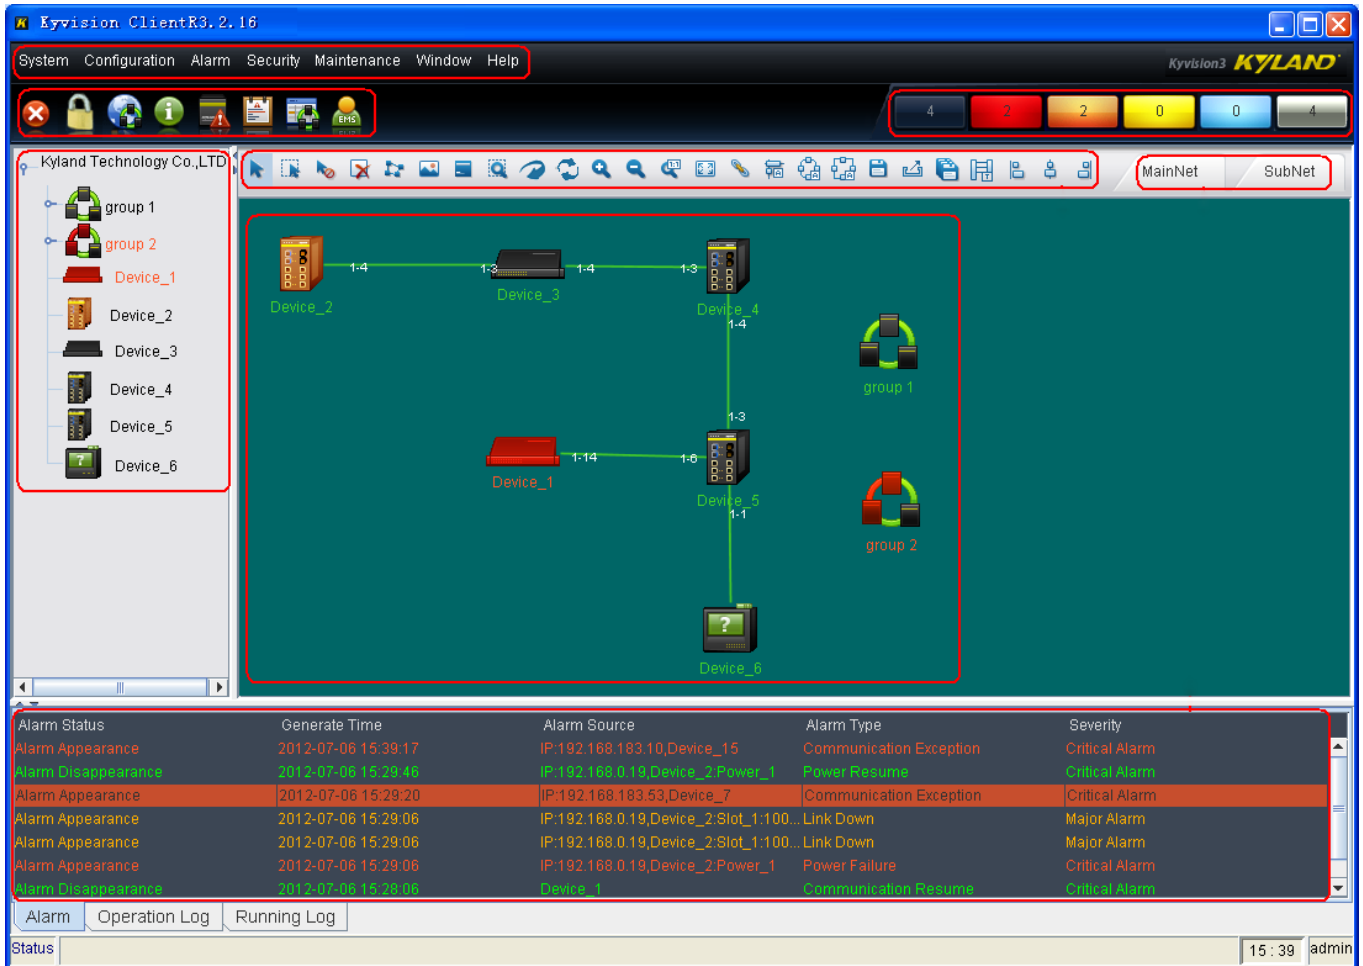 Kyvision ClientR3.2.16
System Configuration Alarm Security Maintenance Window Help
Kyvision3 KYLAND
EMS
4 2 2 0 0 4
Kyland Technology Co.,LTD
MainNet SubNet
group 1
group 2
Device_1
Device_2
Device_3
Device_4
Device_5
Device_6
1-4 1-3 1-4 1-3
Device_2
Device_3
Device_4
1-4
group 1
1-3
1-14 1-6
Device_1
Device_5
1-1
group 2
?
Device_6
Alarm Status Generate Time Alarm Source Alarm Type Severity
Alarm Appearance 2012-07-06 15:39:17 IP:192.168.183.10,Device_15 Communication Exception Critical Alarm
Alarm Disappearance 2012-07-06 15:29:46 IP:192.168.0.19,Device_2:Power_1 Power Resume Critical Alarm
Alarm Appearance 2012-07-06 15:29:20 IP:192.168.183.53,Device_7 Communication Exception Critical Alarm
Alarm Appearance 2012-07-06 15:29:06 IP:192.168.0.19,Device_2:Slot_1:100... Link Down Major Alarm
Alarm Appearance 2012-07-06 15:29:06 IP:192.168.0.19,Device_2:Slot_1:100... Link Down Major Alarm
Alarm Appearance 2012-07-06 15:29:06 IP:192.168.0.19,Device_2:Power_1 Power Failure Critical Alarm
Alarm Disappearance 2012-07-06 15:28:06 Device_1 Communication Resume Critical Alarm
Alarm Operation Log Running Log
Status 15:39 admin